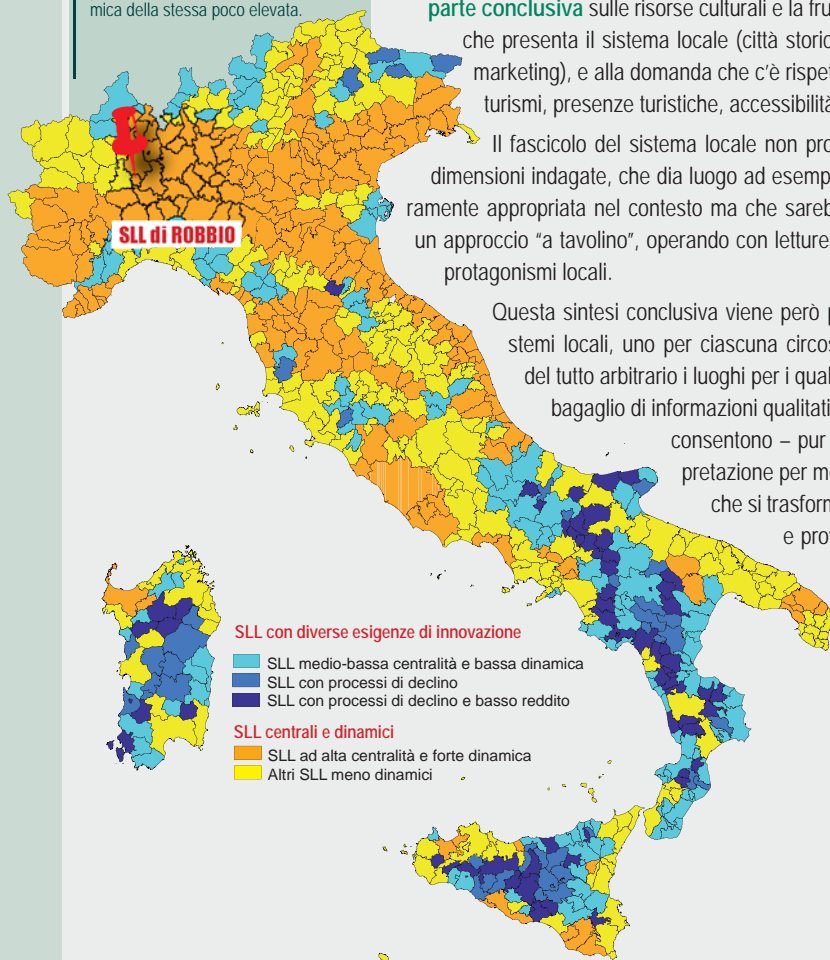 mica della stessa poco elevata.
parte conclusiva sulle risorse culturali e la fru
che presenta il sistema locale (città storic
marketing), e alla domanda che c'è rispet
turismi, presenze turistiche, accessibilità
Il fascicolo del sistema locale non pro
dimensioni indagate, che dia luogo ad esemp
ramente appropriata nel contesto ma che sareb
un approccio "a tavolino", operando con letture
protagonismi locali.
Questa sintesi conclusiva viene però p
stemi locali, uno per ciascuna circos
del tutto arbitrario i luoghi per i qual
bagaglio di informazioni qualitati
consentono – pur
pretazione per m
che si trasforn
e pro
SLL di ROBBIO
SLL con diverse esigenze di innovazione
SLL medio-bassa centralità e bassa dinamica
SLL con processi di declino
SLL con processi di declino e basso reddito
SLL centrali e dinamici
SLL ad alta centralità e forte dinamica
Altri SLL meno dinamici